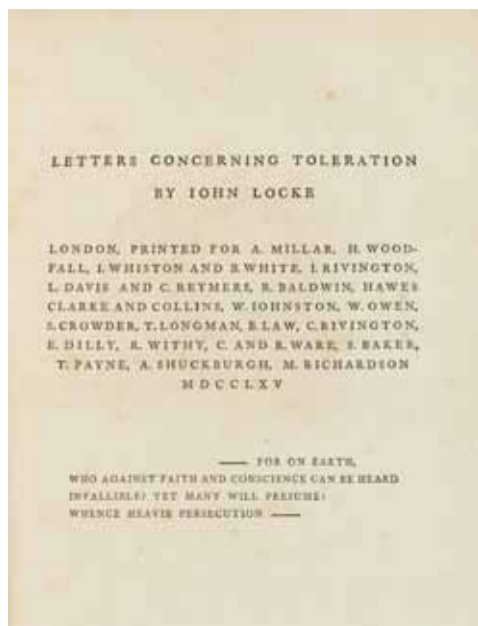 LETTERS CONCERNING TOLERATION
BY IOHN LOCKE
LONDON, PRINTED FOR A. MILLAR, H. WOOD-
FALL, I. WHISTON AND B. WHITE, I. RIVINGTON,
L. DAVIS AND C. REYMERS, R. BALDWIN, HAWES
CLARKE AND COLLINS, W. IOHNSTON, W. OWEN,
S. CROWDER, T. LONGMAN, B. LAW, C. RIVINGTON,
E. DILLY, R. WITHY, C. AND R. WARE, S. BAKER,
T. PAYNE, A. SHUCKBURGH, M. RICHARDSON
MDCCLXV
—— FOR ON EARTH,
WHO AGAINST FAITH AND CONSCIENCE CAN BE HEARD
INFALLIBLE? YET MANY WILL PRESUME:
WHENCE HEAVIE PERSECUTION ——